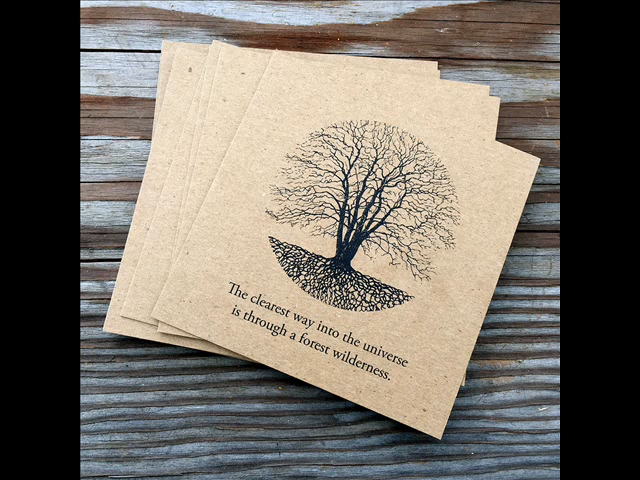 The clearest way into the universe
is through a forest wilderness.